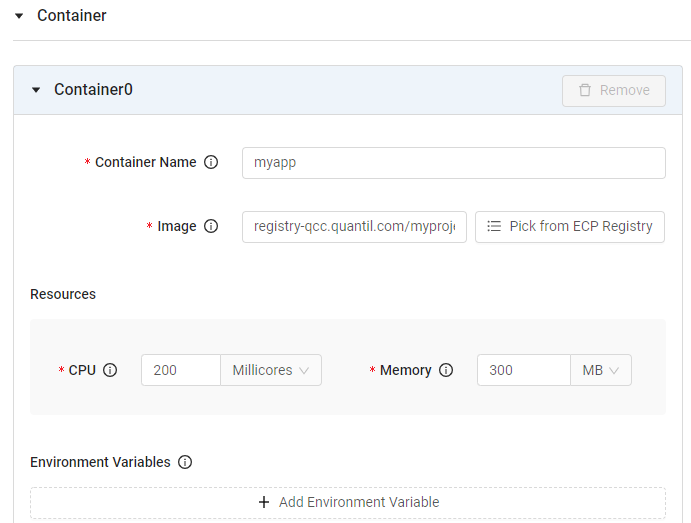 Container
Container0
Remove
* Container Name
myapp
* Image
registry-qcc.quantil.com/myproje
Pick from ECP Registry
Resources
* CPU
200
Millicores
* Memory
300
MB
Environment Variables
+ Add Environment Variable